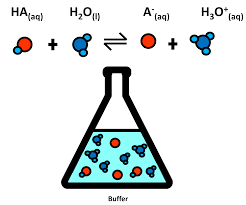 HA(aq) H₂O(l) A⁻(aq) H₃O⁺(aq)
+ ⇌ +
Buffer